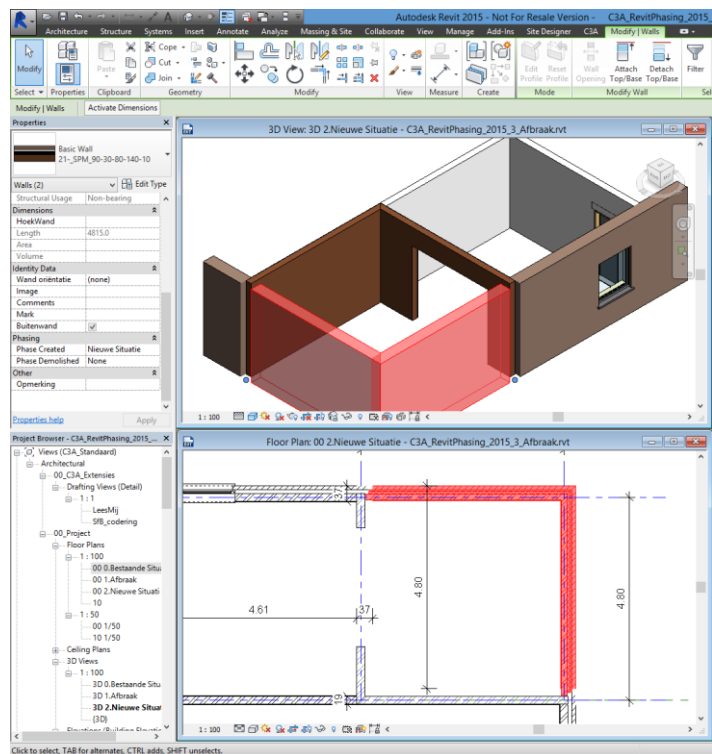 Autodesk Revit 2015 - Not For Resale Version - C3A_RevitPhasing_2015_
Architecture Structure Systems Insert Annotate Analyze Massing & Site Collaborate View Manage Add-Ins Site Designer C3A Modify | Walls
Modify
Paste
Cope
Cut
Join
Edit Profile
Reset Profile
Wall Opening
Attach Top/Base
Detach Top/Base
Filter
Select Properties Clipboard Geometry Modify View Measure Create Mode Modify Wall Sel
Modify | Walls Activate Dimensions
Properties
Basic Wall
21-_SPM_90-30-80-140-10
Walls (2) Edit Type
Structural Usage Non-bearing
Dimensions
HoekWand
Length 4815.0
Area
Volume
Identity Data
Wand oriëntatie (none)
Image
Comments
Mark
Buitenwand
Phasing
Phase Created Nieuwe Situatie
Phase Demolished None
Other
Opmerking
Properties help Apply
3D View: 3D 2.Nieuwe Situatie - C3A_RevitPhasing_2015_3_Afbraak.rvt
1 : 100
Project Browser - C3A_RevitPhasing_2015_...
Views (C3A_Standaard)
Architectural
00_C3A_Extensies
Drafting Views (Detail)
1 : 1
LeesMij
SfB_codering
00_Project
Floor Plans
1 : 100
00 0.Bestaande Situ
00 1.Afbraak
00 2.Nieuwe Situati
10
1 : 50
00 1/50
10 1/50
Ceiling Plans
3D Views
1 : 100
3D 0.Bestaande Situ
3D 1.Afbraak
3D 2.Nieuwe Situ
{3D}
Elevations (Building Elevatio
Floor Plan: 00 2.Nieuwe Situatie - C3A_RevitPhasing_2015_3_Afbraak.rvt
37
4.80
4.80
4.61
37
19
1 : 100
Click to select, TAB for alternates, CTRL adds, SHIFT unselects.